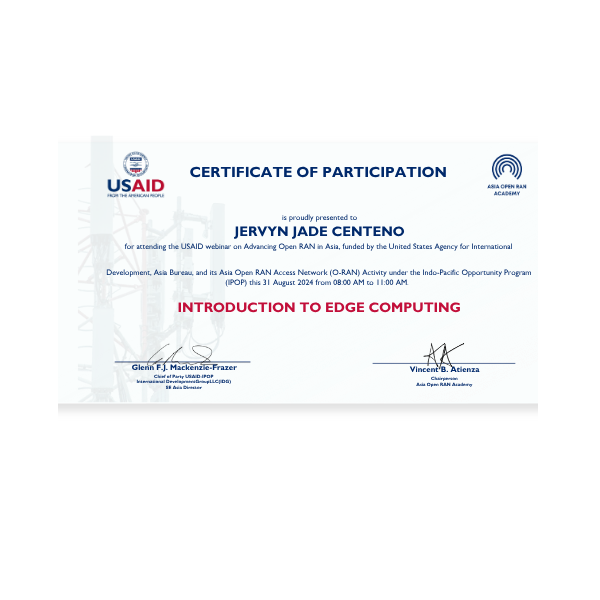 USAID
FROM THE AMERICAN PEOPLE
CERTIFICATE OF PARTICIPATION
ASIA OPEN RAN
ACADEMY
is proudly presented to
JERVYN JADE CENTENO
for attending the USAID webinar on Advancing Open RAN in Asia, funded by the United States Agency for International
Development, Asia Bureau, and its Asia Open RAN Access Network (O-RAN) Activity under the Indo-Pacific Opportunity Program
(IPOP) this 31 August 2024 from 08:00 AM to 11:00 AM.
INTRODUCTION TO EDGE COMPUTING
Glenn F.J. Mackenzie-Frazer
Chief of Party USAID-IPOP
International DevelopmentGroupLLC(IDG)
SE Asia Director
Vincent B. Atienza
Chairperson
Asia Open RAN Academy